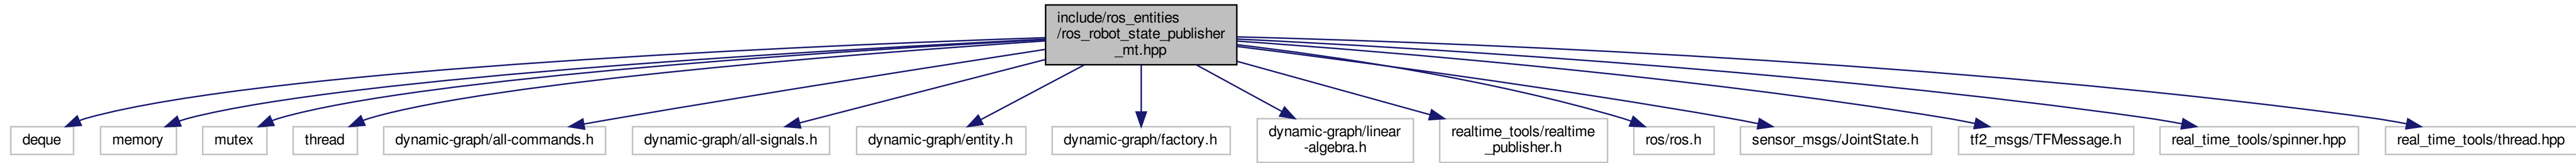 include/ros_entities
/ros_robot_state_publisher
_mt.hpp
deque
memory
mutex
thread
dynamic-graph/all-commands.h
dynamic-graph/all-signals.h
dynamic-graph/entity.h
dynamic-graph/factory.h
dynamic-graph/linear
-algebra.h
realtime_tools/realtime
_publisher.h
ros/ros.h
sensor_msgs/JointState.h
tf2_msgs/TFMessage.h
real_time_tools/spinner.hpp
real_time_tools/thread.hpp